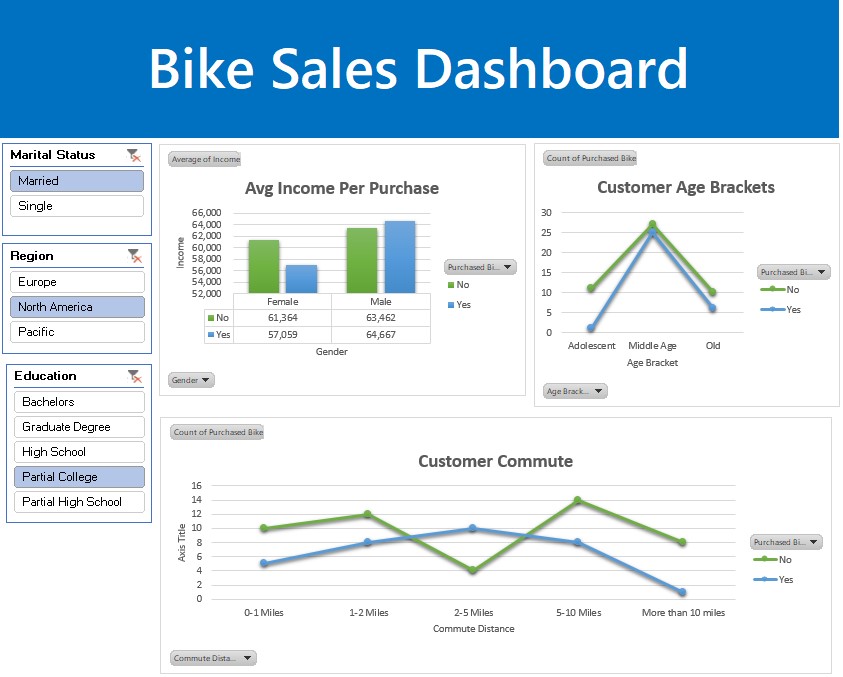 Bike Sales Dashboard
Marital Status
Married
Single
Region
Europe
North America
Pacific
Education
Bachelors
Graduate Degree
High School
Partial College
Partial High School
Average of Income
Avg Income Per Purchase
Income
66,000
64,000
62,000
60,000
58,000
56,000
54,000
52,000
Female Male
No 61,364 63,462
Yes 57,059 64,667
Gender
Purchased Bi...
No
Yes
Gender
Count of Purchased Bike
Customer Age Brackets
30
25
20
15
10
5
0
Adolescent Middle Age Old
Age Bracket
Purchased Bi...
No
Yes
Age Brack...
Count of Purchased Bike
Customer Commute
Axis Title
16
14
12
10
8
6
4
2
0
0-1 Miles 1-2 Miles 2-5 Miles 5-10 Miles More than 10 miles
Commute Distance
Purchased Bi...
No
Yes
Commute Dista...